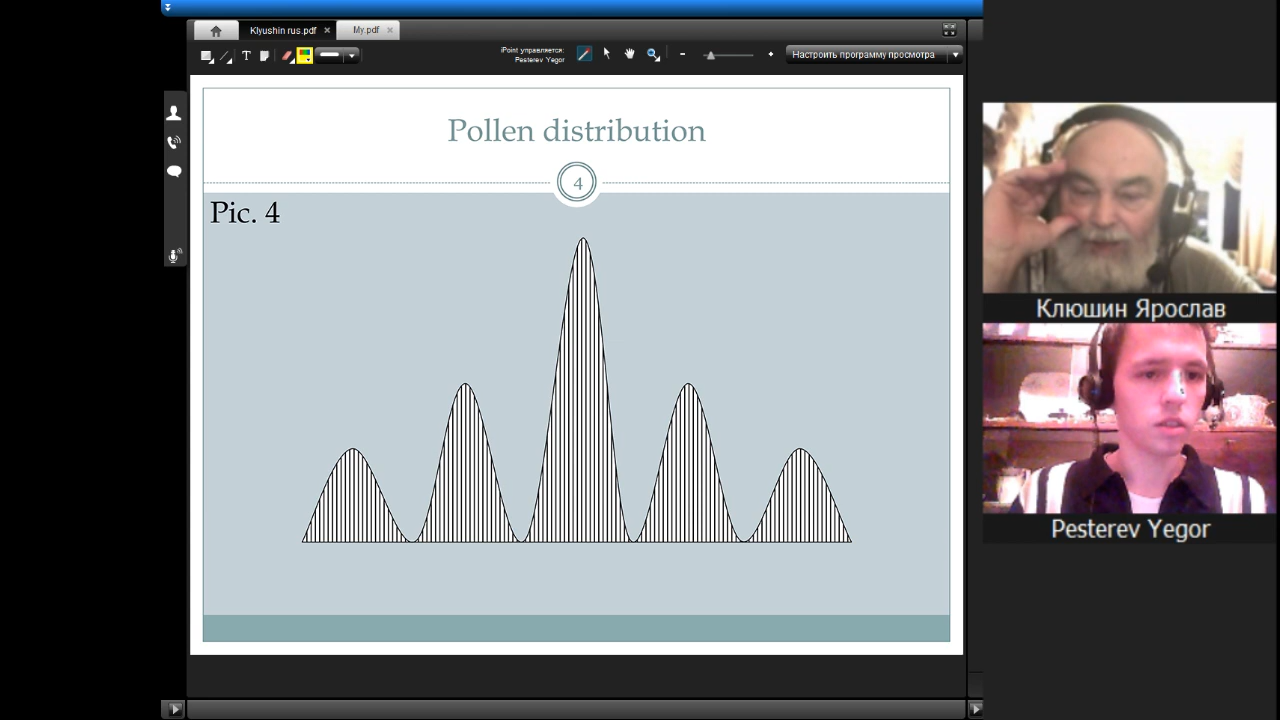 Klyushin rus.pdf
My.pdf
T
iPoint управляется:
Pesterev Yegor
Настроить программу просмотра
Pollen distribution
4
Pic. 4
Клюшин Ярослав
Pesterev Yegor